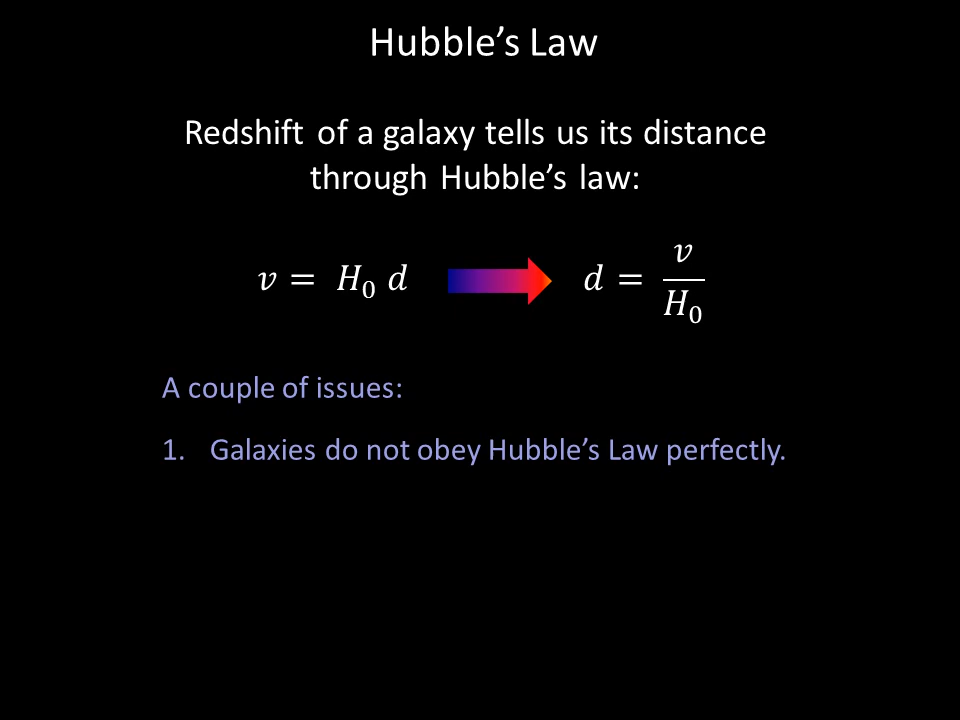 Hubble’s Law
Redshift of a galaxy tells us its distance
through Hubble’s law:
𝑣 = 𝐻₀ 𝑑 𝑑 = 𝑣/𝐻₀
A couple of issues:
1. Galaxies do not obey Hubble’s Law perfectly.